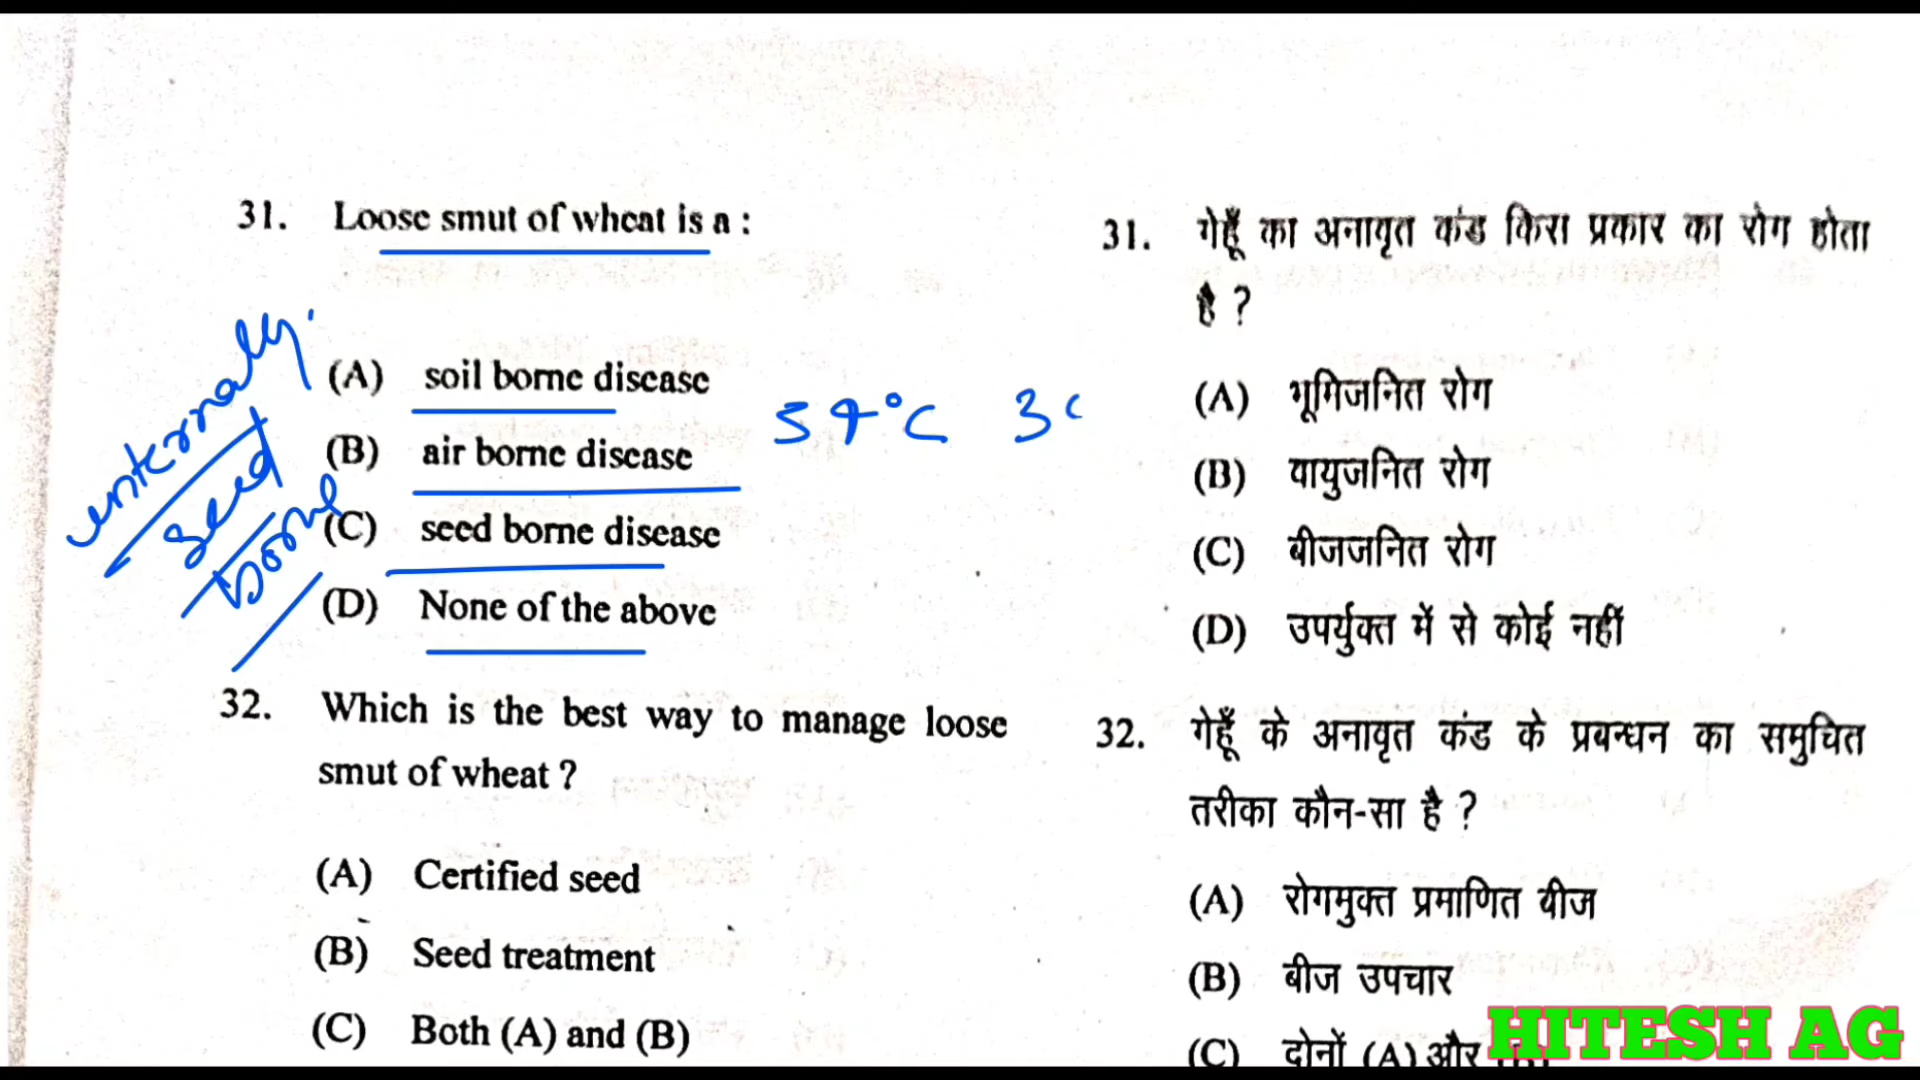 31. Loose smut of wheat is a :
(A) soil borne disease
(B) air borne disease
(C) seed borne disease
(D) None of the above
internally
seed
borne
54°C 30
32. Which is the best way to manage loose
smut of wheat ?
(A) Certified seed
(B) Seed treatment
(C) Both (A) and (B)
31. गेहूँ का अनावृत कंड किस प्रकार का रोग होता
है ?
(A) भूमिजनित रोग
(B) वायुजनित रोग
(C) बीजजनित रोग
(D) उपर्युक्त में से कोई नहीं
32. गेहूँ के अनावृत कंड के प्रबन्धन का समुचित
तरीका कौन-सा है ?
(A) रोगमुक्त प्रमाणित बीज
(B) बीज उपचार
(C) दोनों (A) और
HITESH AG